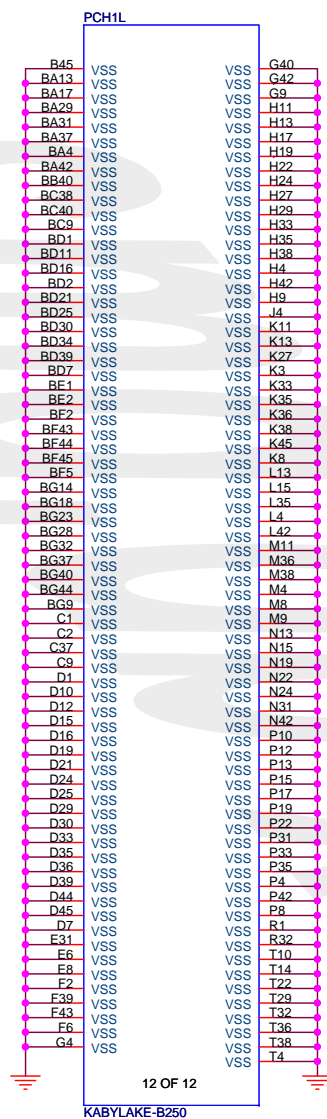 PCH1L
B45 VSS VSS G40
BA13 VSS VSS G42
BA17 VSS VSS G9
BA29 VSS VSS H11
BA31 VSS VSS H13
BA37 VSS VSS H17
BA4 VSS VSS H19
BA42 VSS VSS H22
BB40 VSS VSS H24
BC38 VSS VSS H27
BC40 VSS VSS H29
BC9 VSS VSS H33
BD1 VSS VSS H35
BD11 VSS VSS H38
BD16 VSS VSS H4
BD2 VSS VSS H42
BD21 VSS VSS H9
BD25 VSS VSS J4
BD30 VSS VSS K11
BD34 VSS VSS K13
BD39 VSS VSS K27
BD7 VSS VSS K3
BE1 VSS VSS K33
BE2 VSS VSS K35
BF2 VSS VSS K36
BF43 VSS VSS K38
BF44 VSS VSS K45
BF45 VSS VSS K8
BF5 VSS VSS L13
BG14 VSS VSS L15
BG18 VSS VSS L35
BG23 VSS VSS L4
BG28 VSS VSS L42
BG32 VSS VSS M11
BG37 VSS VSS M36
BG40 VSS VSS M38
BG44 VSS VSS M4
BG9 VSS VSS M8
C1 VSS VSS M9
C2 VSS VSS N13
C37 VSS VSS N15
C9 VSS VSS N19
D1 VSS VSS N22
D10 VSS VSS N24
D12 VSS VSS N31
D15 VSS VSS N42
D16 VSS VSS P10
D19 VSS VSS P12
D21 VSS VSS P13
D24 VSS VSS P15
D25 VSS VSS P17
D29 VSS VSS P19
D30 VSS VSS P22
D33 VSS VSS P31
D35 VSS VSS P33
D36 VSS VSS P35
D39 VSS VSS P4
D44 VSS VSS P42
D45 VSS VSS P8
D7 VSS VSS R1
E31 VSS VSS R32
E6 VSS VSS T10
E8 VSS VSS T14
F2 VSS VSS T22
F39 VSS VSS T29
F43 VSS VSS T32
F6 VSS VSS T36
G4 VSS VSS T38
VSS T4
12 OF 12
KABYLAKE-B250